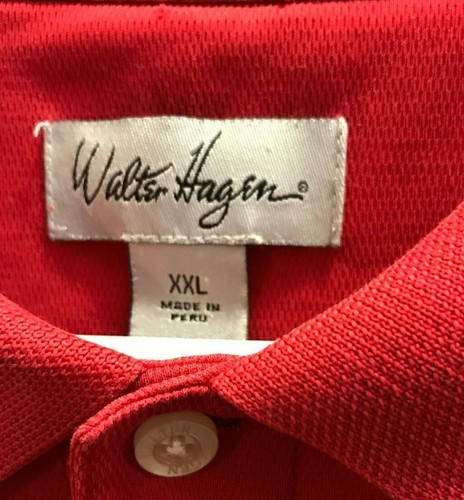 Walter Hagen®
XXL
MADE IN
PERU